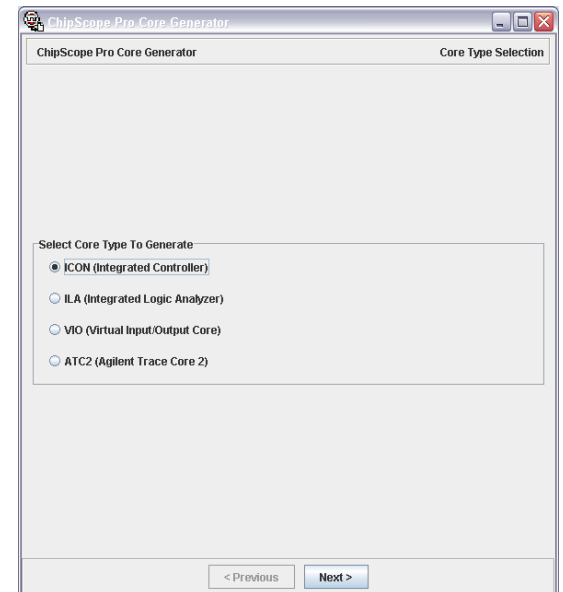 ChipScope Pro Core Generator
ChipScope Pro Core Generator Core Type Selection
Select Core Type To Generate
ICON (Integrated Controller)
ILA (Integrated Logic Analyzer)
VIO (Virtual Input/Output Core)
ATC2 (Agilent Trace Core 2)
< Previous Next >